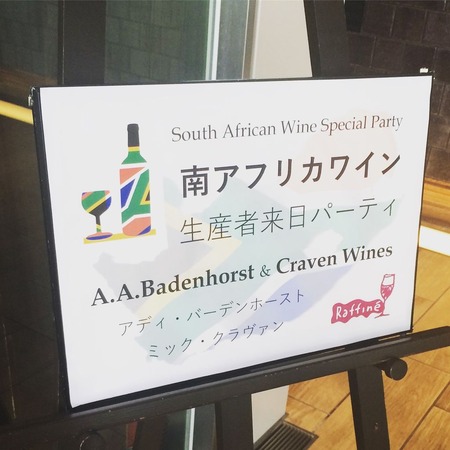 South African Wine Special Party
南アフリカワイン
生産者来日パーティ
A.A.Badenhorst & Craven Wines
アディ・バーデンホースト
ミック・クラヴァン
Raffiné